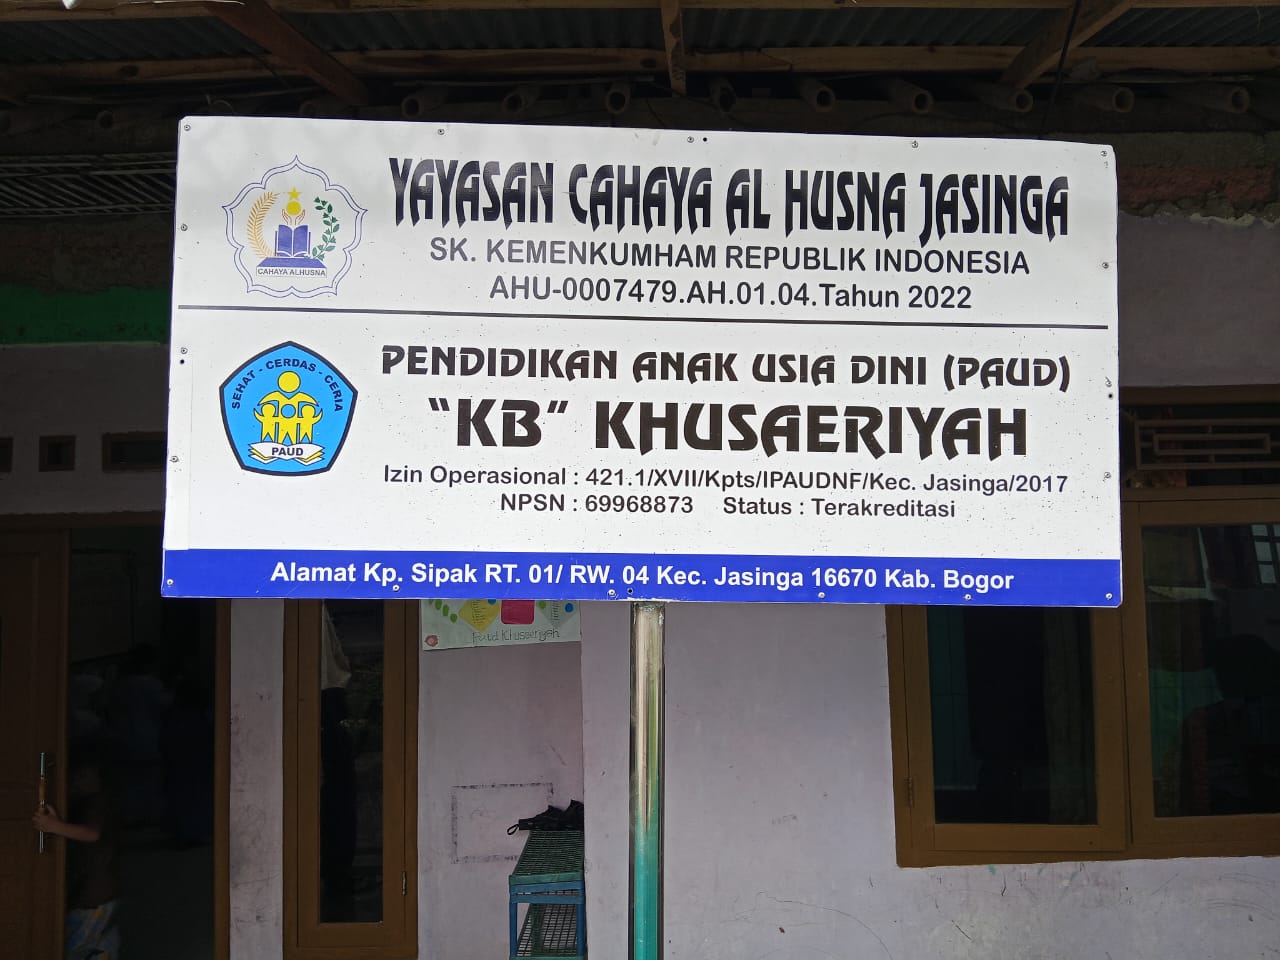 YAYASAN CAHAYA AL HUSNA JASINGA
SK. KEMENKUMHAM REPUBLIK INDONESIA
AHU-0007479.AH.01.04.Tahun 2022
CAHAYA ALHUSNA
PENDIDIKAN ANAK USIA DINI (PAUD)
"KB" KHUSAERIYAH
Izin Operasional : 421.1/XVII/Kpts/IPAUDNF/Kec. Jasinga/2017
NPSN : 69968873 Status : Terakreditasi
SEHAT - CERDAS - CERIA
PAUD
Alamat Kp. Sipak RT. 01/ RW. 04 Kec. Jasinga 16670 Kab. Bogor
Paud Khusaeriyah